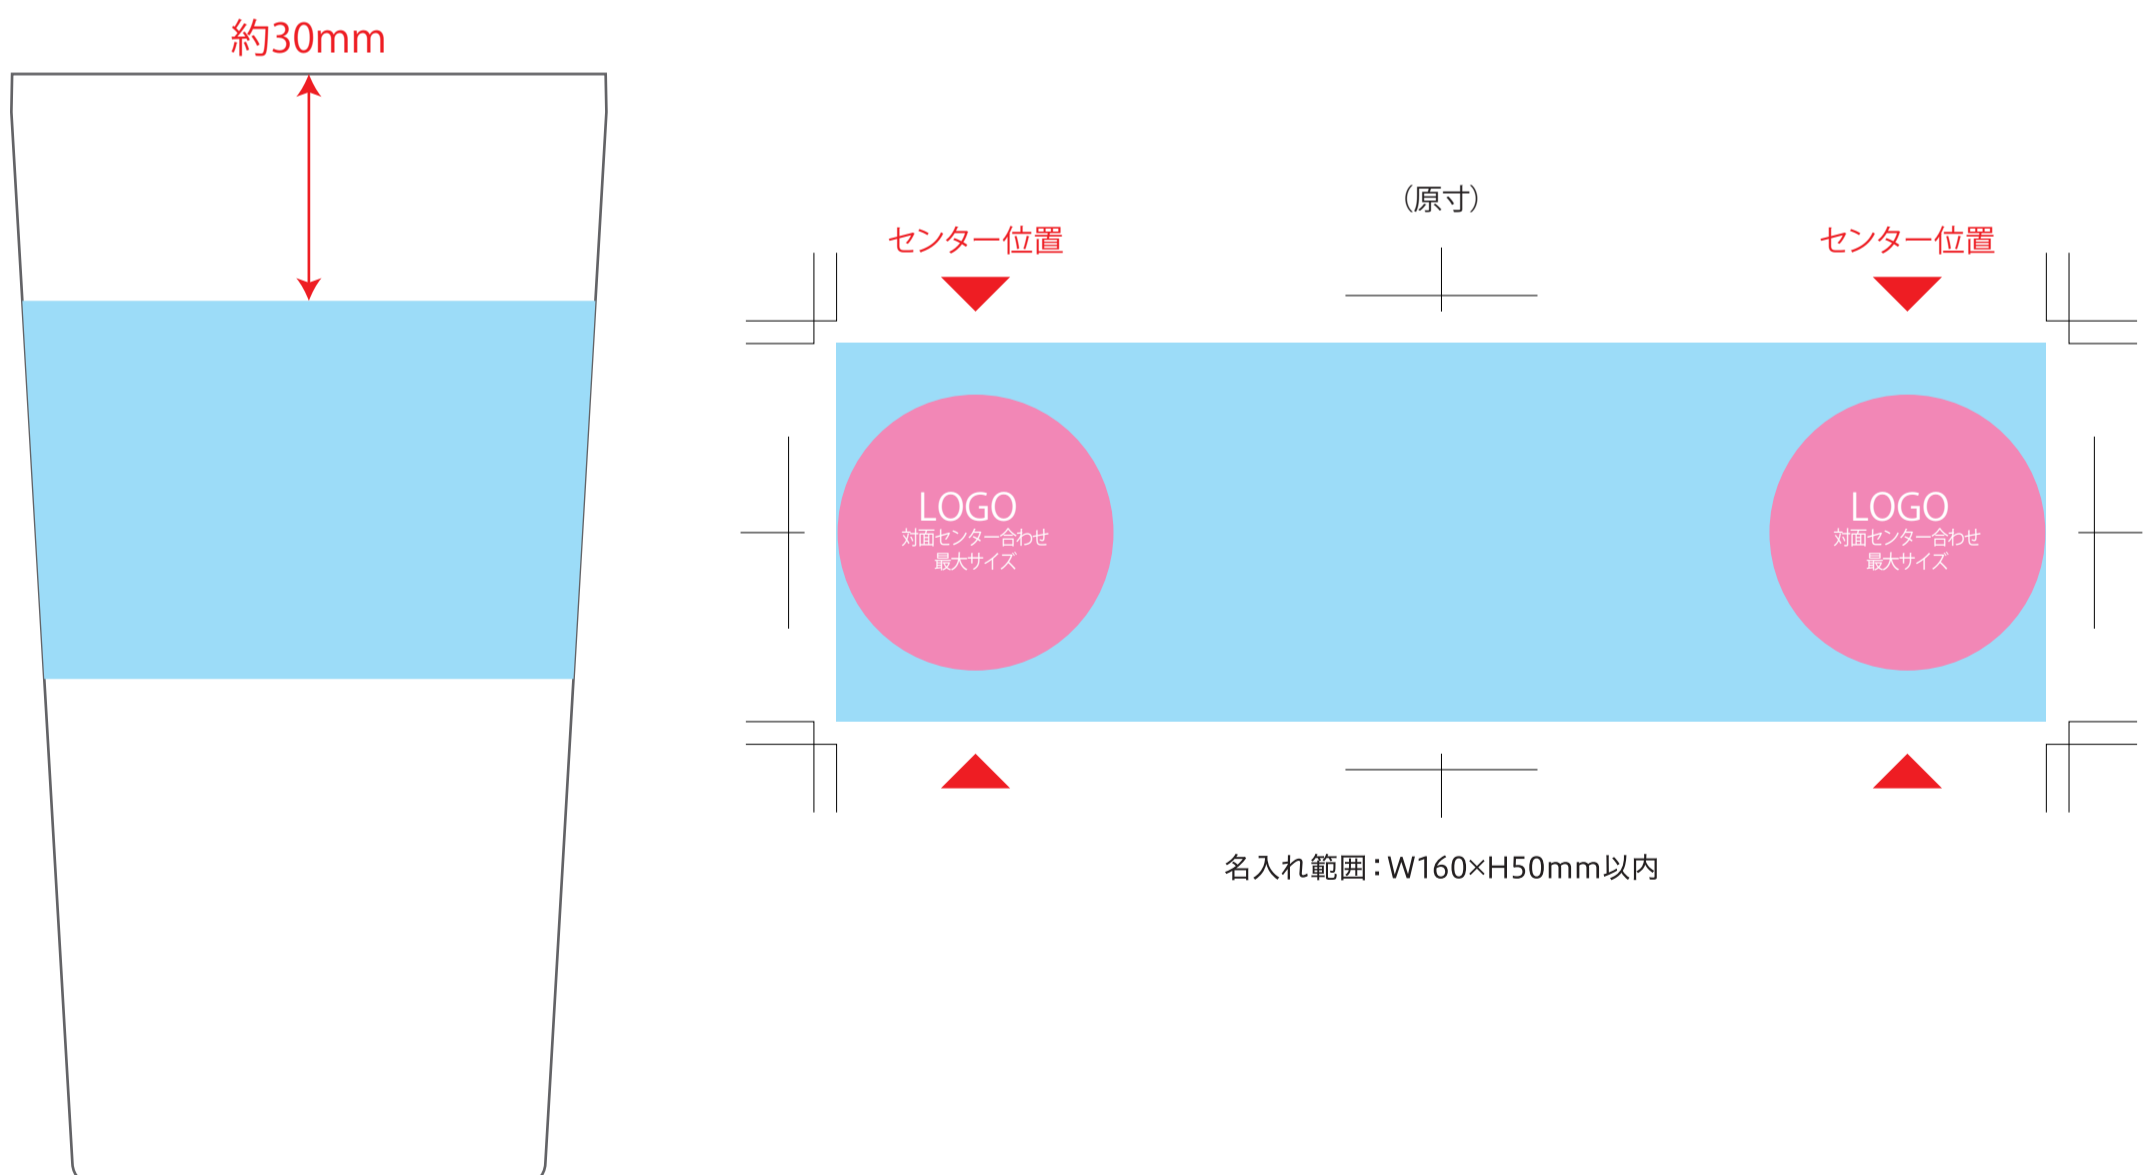 約30mm
（原寸）
センター位置
センター位置
LOGO
対面センター合わせ
最大サイズ
LOGO
対面センター合わせ
最大サイズ
名入れ範囲：W160×H50mm以内